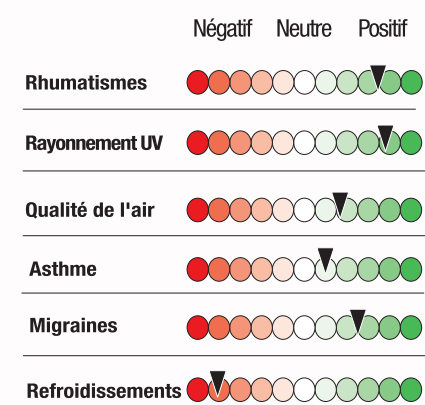 Négatif Neutre Positif
Rhumatismes
Rayonnement UV
Qualité de l'air
Asthme
Migraines
Refroidissements